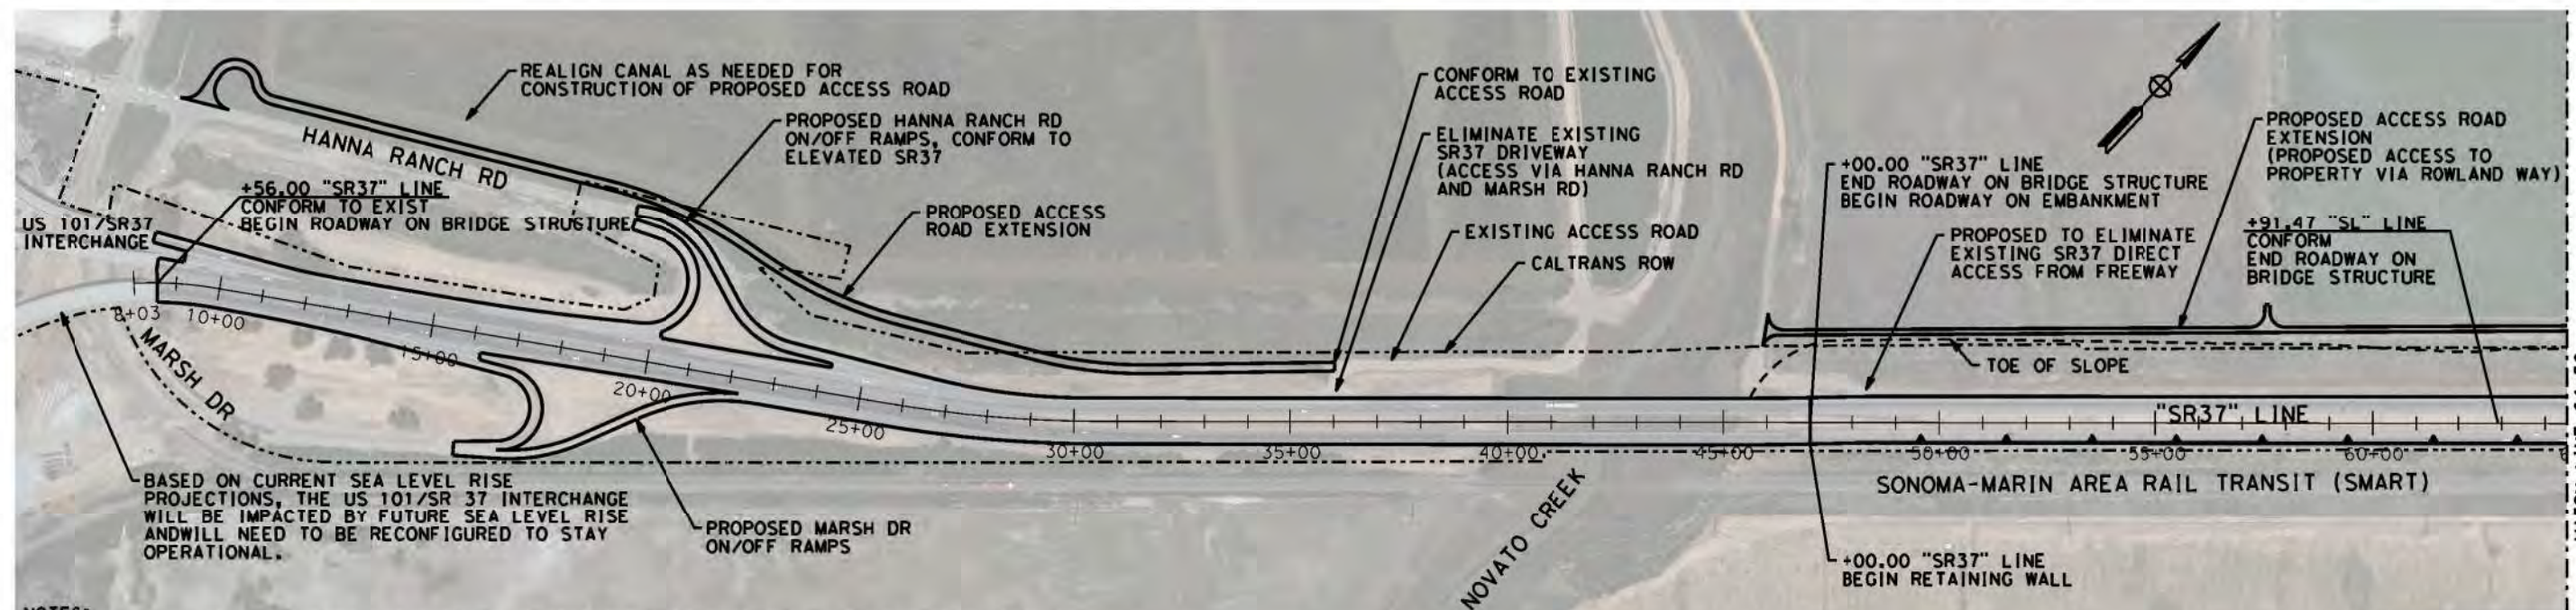 REALIGN CANAL AS NEEDED FOR
CONSTRUCTION OF PROPOSED ACCESS ROAD
HANNA RANCH RD
PROPOSED HANNA RANCH RD
ON/OFF RAMPS, CONFORM TO
ELEVATED SR37
+56.00 "SR37" LINE
CONFORM TO EXIST
BEGIN ROADWAY ON BRIDGE STRUCTURE
US 101/SR37
INTERCHANGE
PROPOSED ACCESS
ROAD EXTENSION
CONFORM TO EXISTING
ACCESS ROAD
ELIMINATE EXISTING
SR37 DRIVEWAY
(ACCESS VIA HANNA RANCH RD
AND MARSH RD)
EXISTING ACCESS ROAD
CALTRANS ROW
+00.00 "SR37" LINE
END ROADWAY ON BRIDGE STRUCTURE
BEGIN ROADWAY ON EMBANKMENT
PROPOSED TO ELIMINATE
EXISTING SR37 DIRECT
ACCESS FROM FREEWAY
PROPOSED ACCESS ROAD
EXTENSION
(PROPOSED ACCESS TO
PROPERTY VIA ROWLAND WAY)
+91.47 "SL" LINE
CONFORM
END ROADWAY ON
BRIDGE STRUCTURE
TOE OF SLOPE
8+03
10+00
15+00
20+00
25+00
30+00
35+00
40+00
45+00
50+00
55+00
60+00
MARSH DR
"SR37" LINE
SONOMA-MARIN AREA RAIL TRANSIT (SMART)
BASED ON CURRENT SEA LEVEL RISE
PROJECTIONS, THE US 101/SR 37 INTERCHANGE
WILL BE IMPACTED BY FUTURE SEA LEVEL RISE
ANDWILL NEED TO BE RECONFIGURED TO STAY
OPERATIONAL.
PROPOSED MARSH DR
ON/OFF RAMPS
NOVATO CREEK
+00.00 "SR37" LINE
BEGIN RETAINING WALL